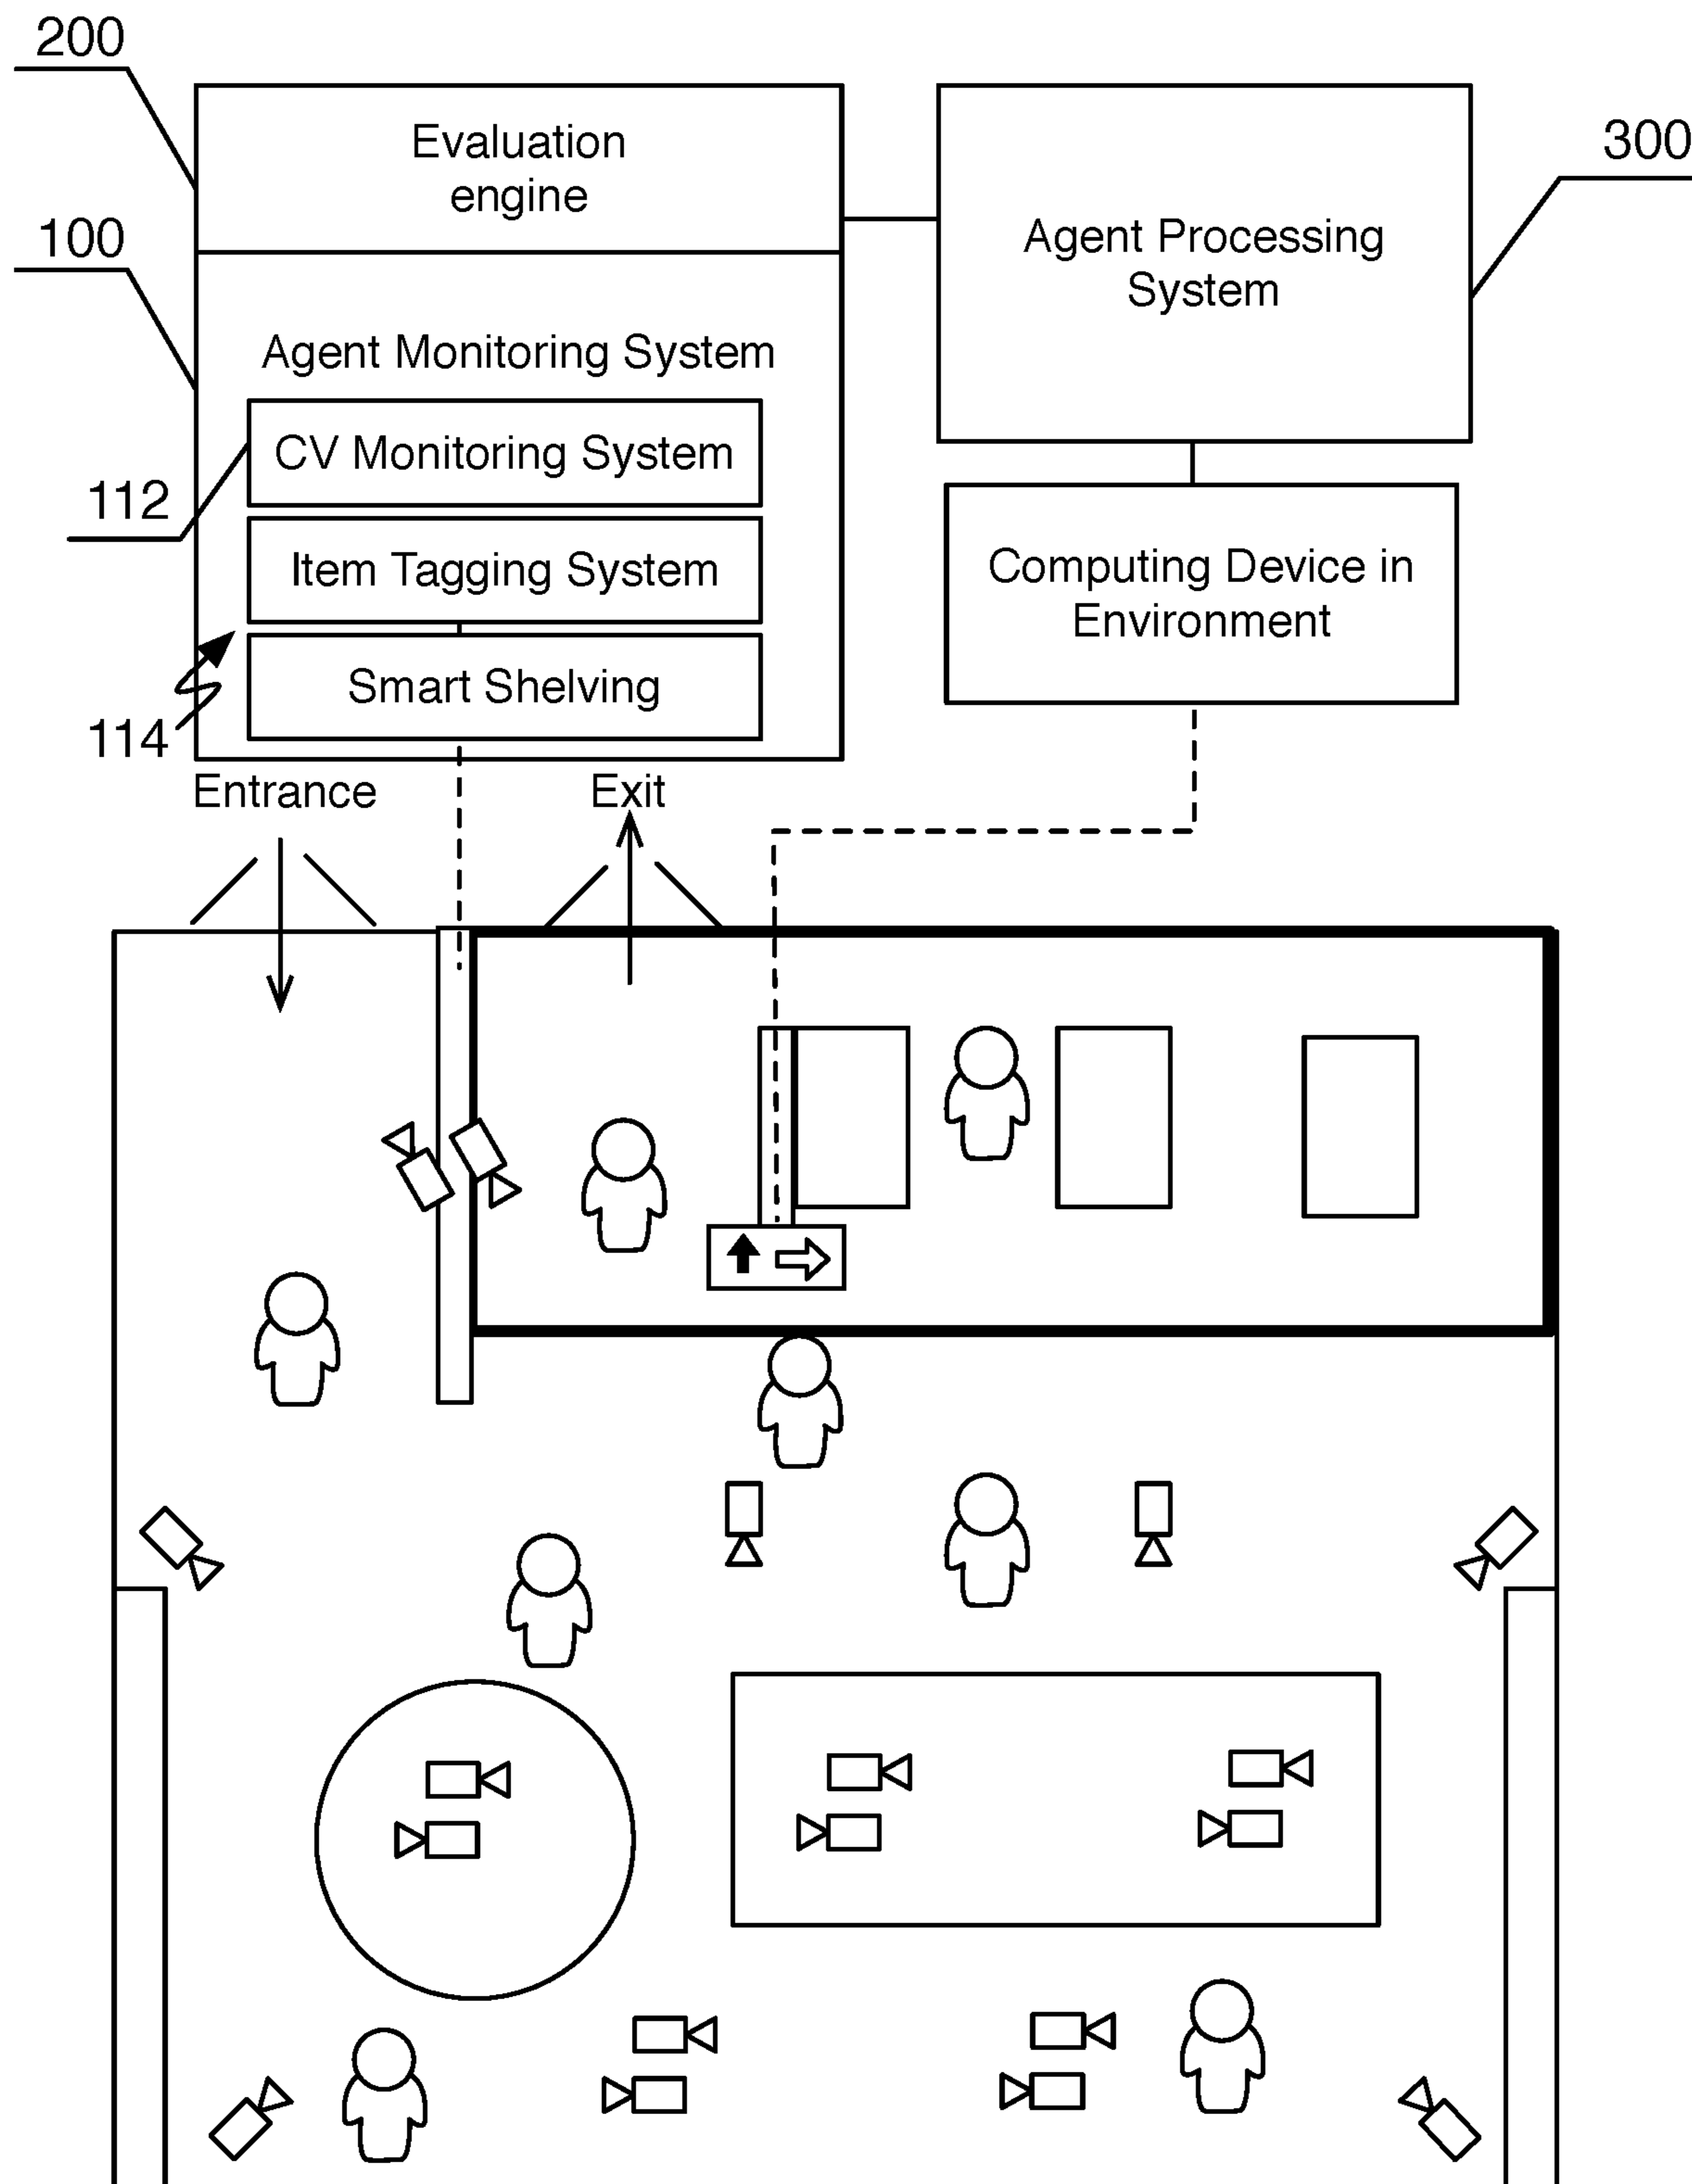 200
Evaluation
engine
100
Agent Monitoring System
CV Monitoring System
112
Item Tagging System
Smart Shelving
114
Agent Processing
System
300
Computing Device in
Environment
Entrance
Exit